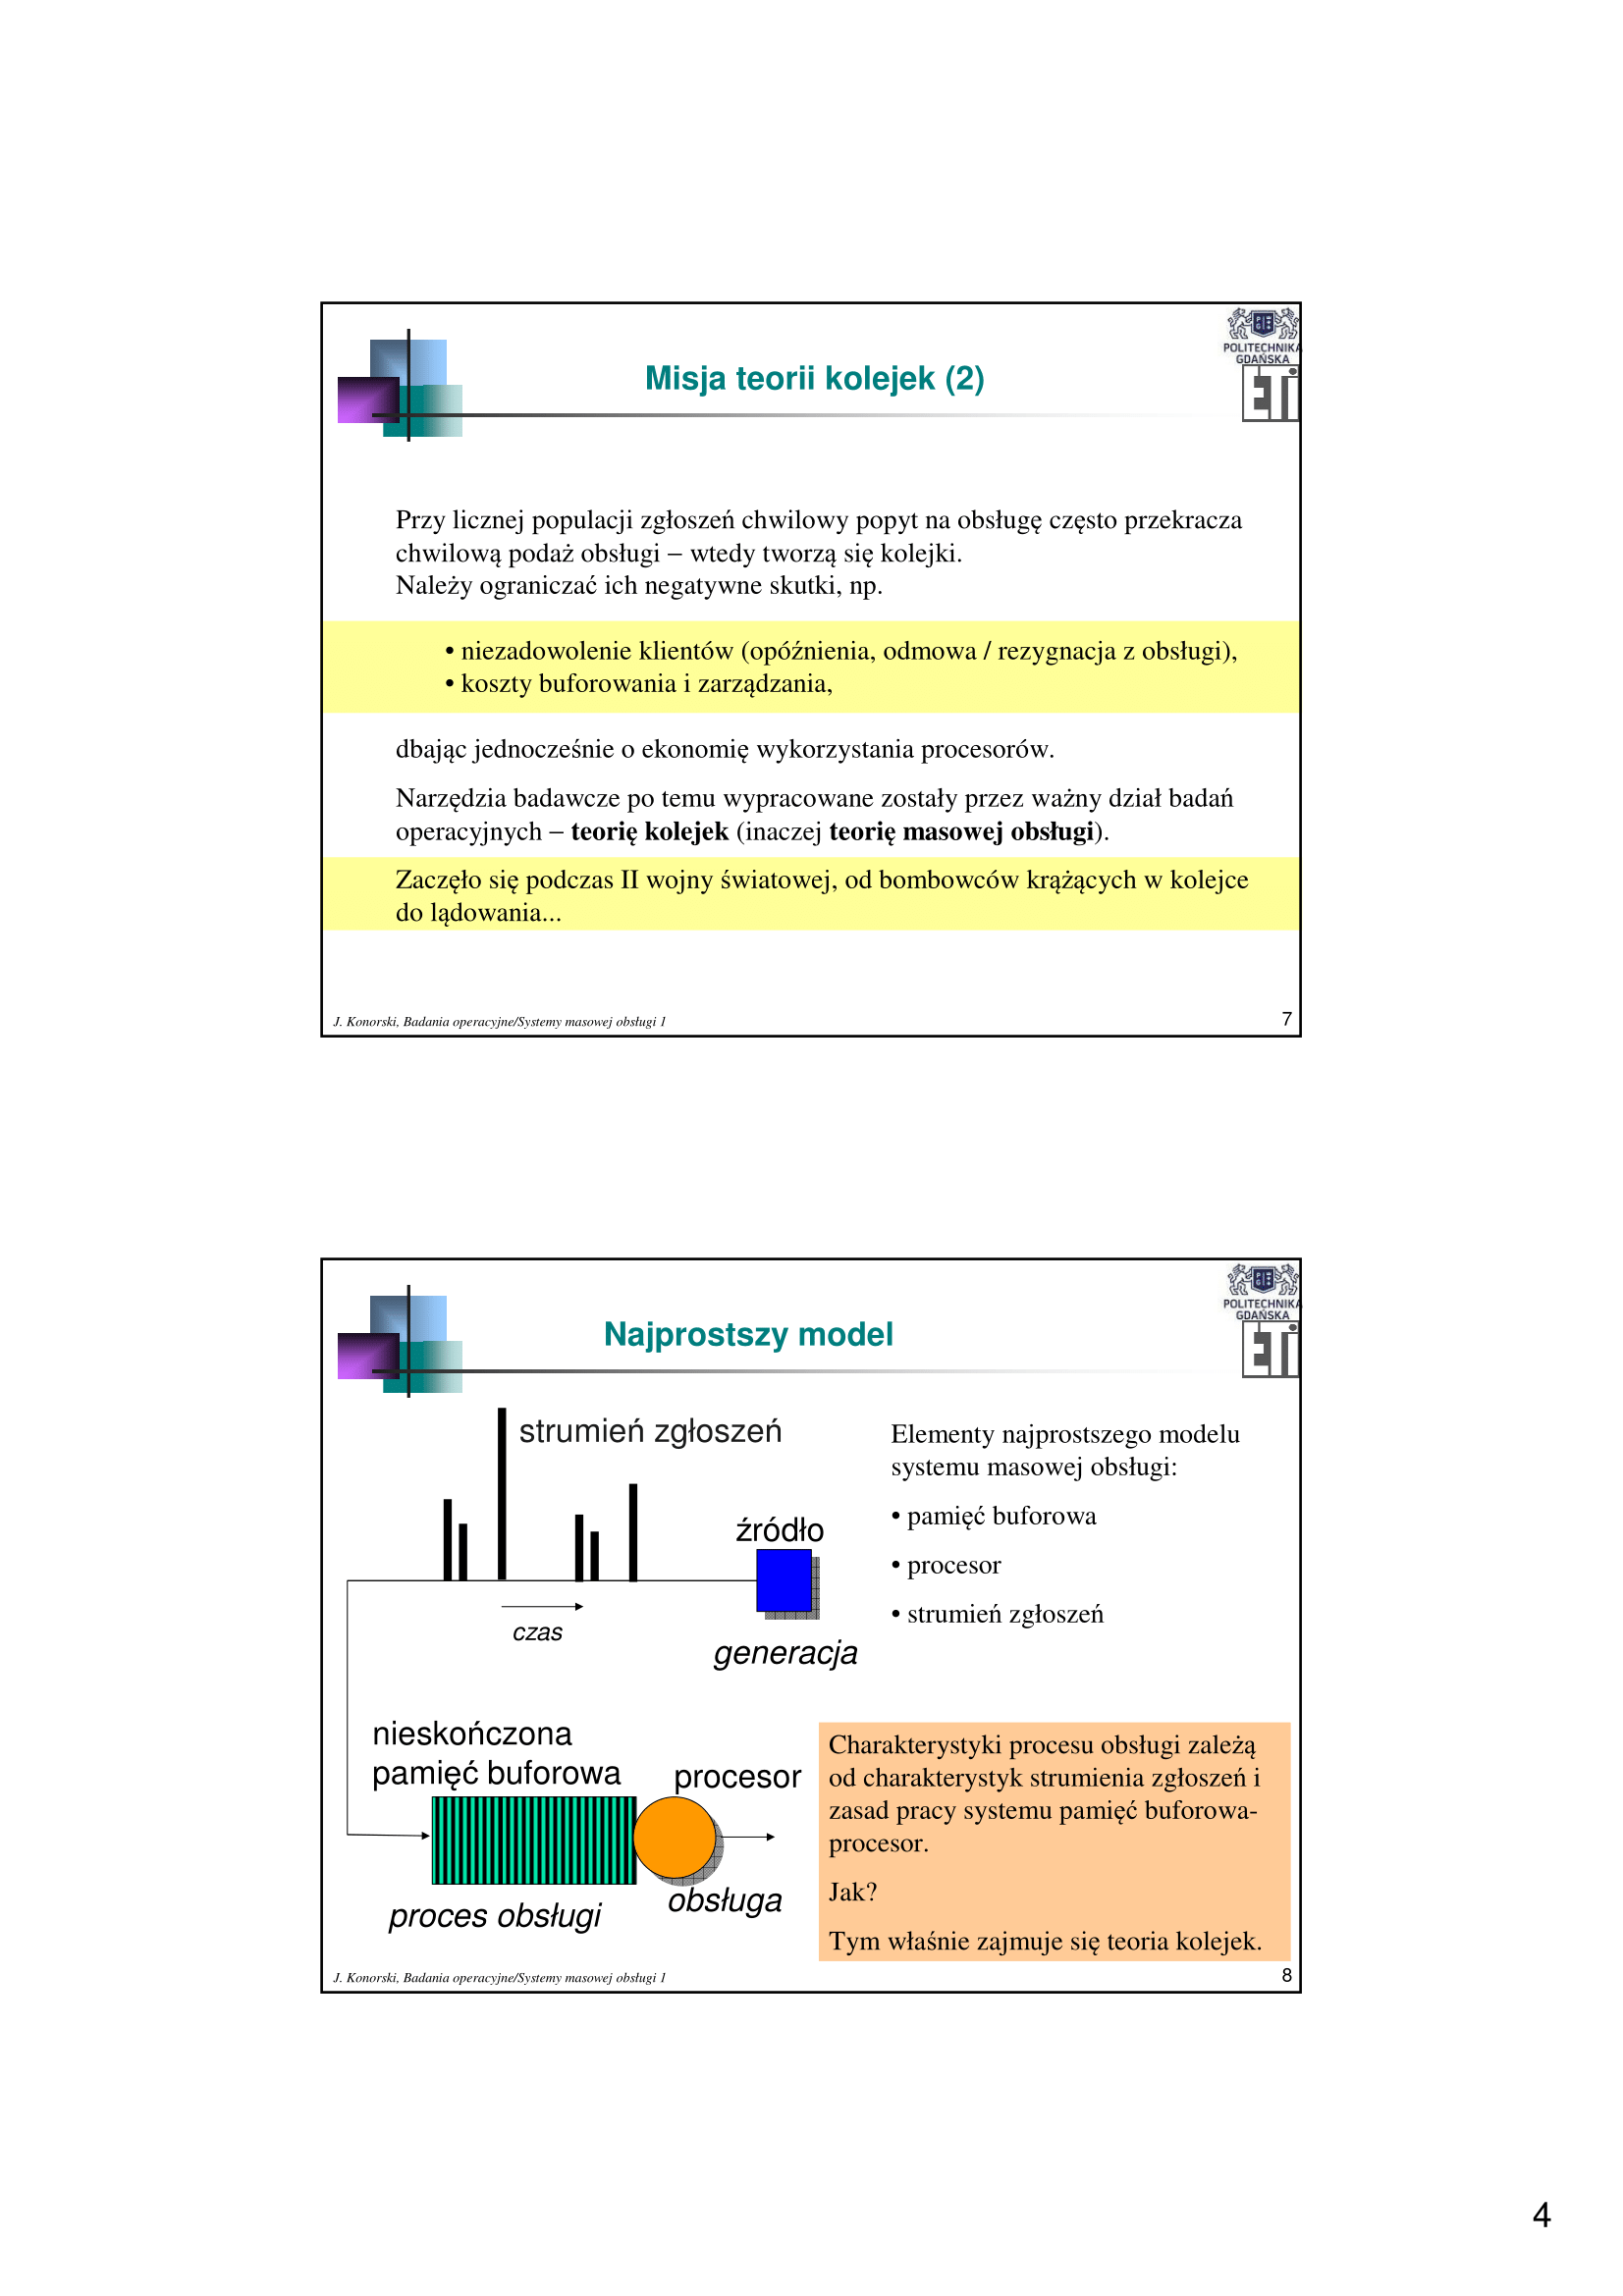 POLITECHNIKA
GDAŃSKA
ETI
Misja teorii kolejek (2)
Przy licznej populacji zgłoszeń chwilowy popyt na obsługę często przekracza
chwilową podaż obsługi – wtedy tworzą się kolejki.
Należy ograniczać ich negatywne skutki, np.
• niezadowolenie klientów (opóźnienia, odmowa / rezygnacja z obsługi),
• koszty buforowania i zarządzania,
dbając jednocześnie o ekonomię wykorzystania procesorów.
Narzędzia badawcze po temu wypracowane zostały przez ważny dział badań
operacyjnych – teorię kolejek (inaczej teorię masowej obsługi).
Zaczęło się podczas II wojny światowej, od bombowców krążących w kolejce
do lądowania...
J. Konorski, Badania operacyjne/Systemy masowej obsługi 1
7
POLITECHNIKA
GDAŃSKA
ETI
Najprostszy model
strumień zgłoszeń
źródło
czas
generacja
Elementy najprostszego modelu
systemu masowej obsługi:
• pamięć buforowa
• procesor
• strumień zgłoszeń
nieskończona
pamięć buforowa
procesor
proces obsługi
obsługa
Charakterystyki procesu obsługi zależą
od charakterystyk strumienia zgłoszeń i
zasad pracy systemu pamięć buforowa-
procesor.
Jak?
Tym właśnie zajmuje się teoria kolejek.
J. Konorski, Badania operacyjne/Systemy masowej obsługi 1
8
4